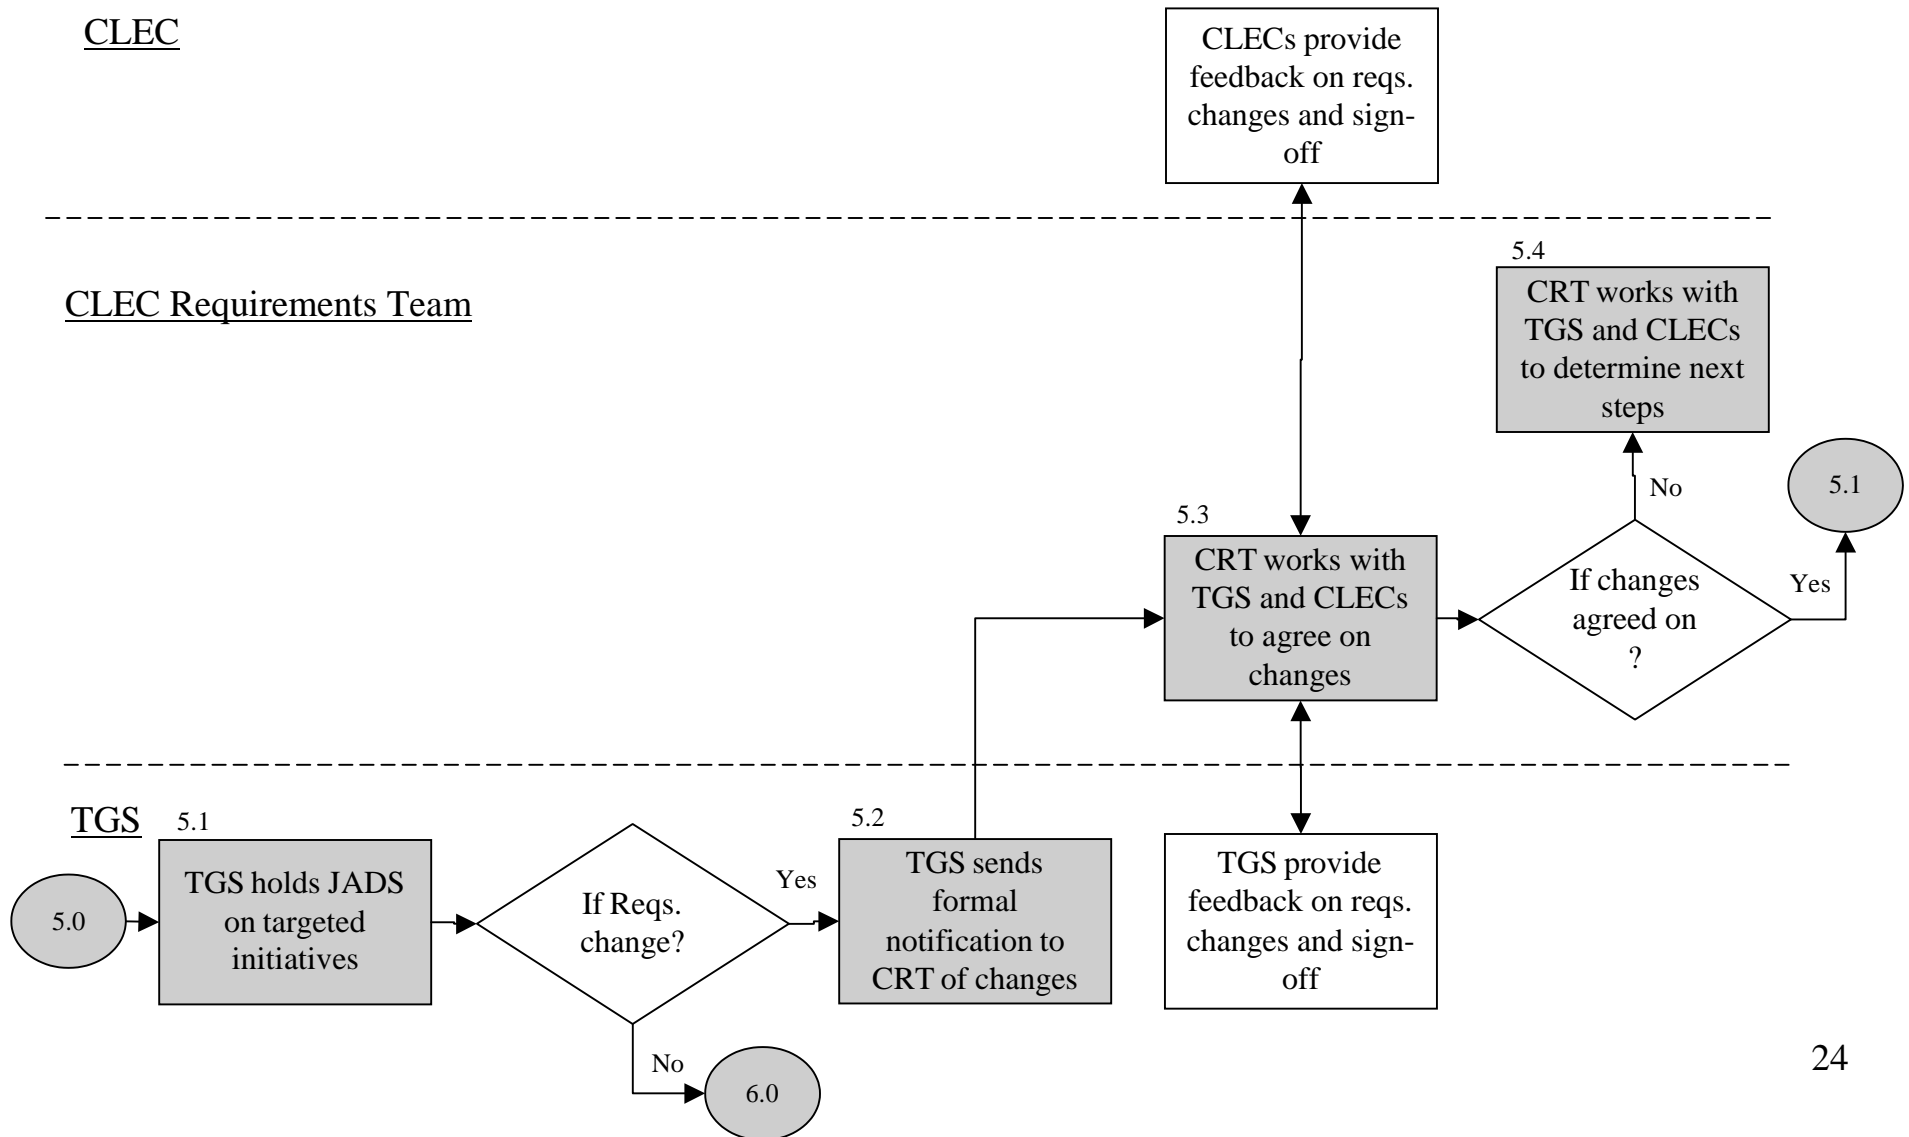 CLEC
CLECs provide
feedback on reqs.
changes and sign-
off
CLEC Requirements Team
5.4
CRT works with
TGS and CLECs
to determine next
steps
No
5.1
5.3
CRT works with
TGS and CLECs
to agree on
changes
If changes
agreed on
?
Yes
TGS
5.1
5.0
TGS holds JADS
on targeted
initiatives
If Reqs.
change?
Yes
No
6.0
5.2
TGS sends
formal
notification to
CRT of changes
TGS provide
feedback on reqs.
changes and sign-
off
24